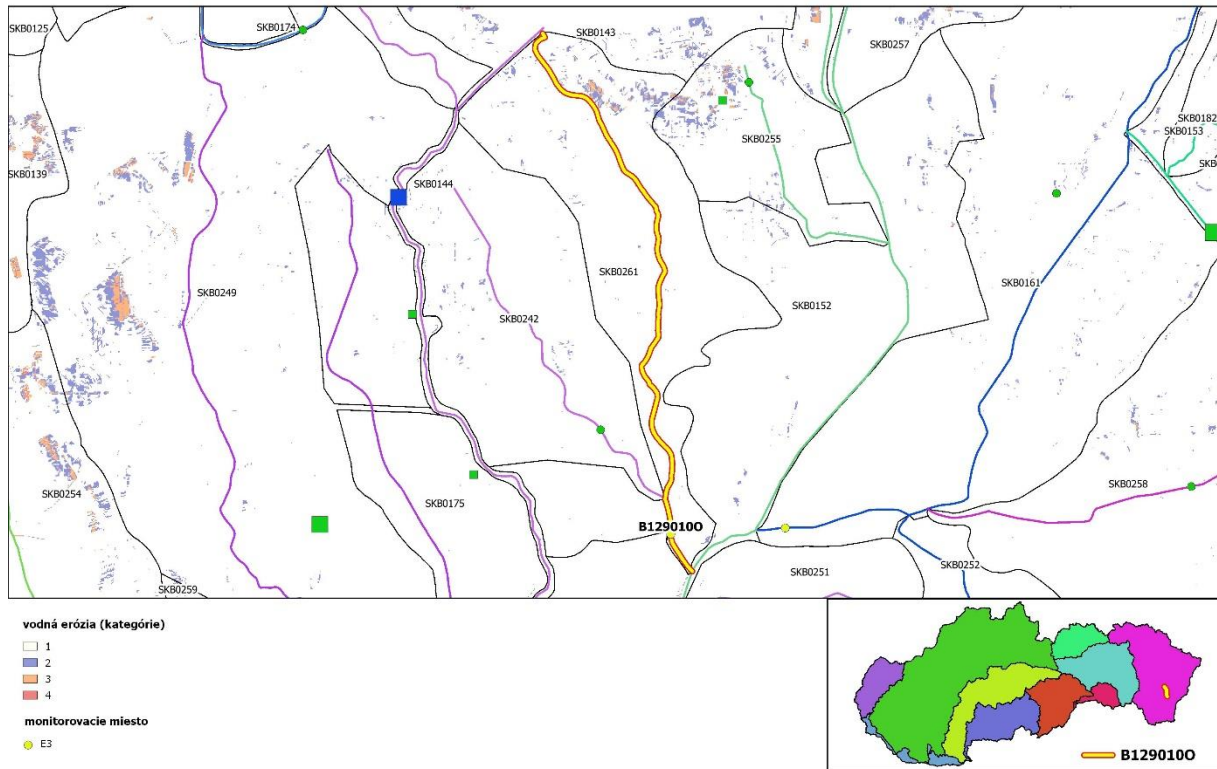 SKB0125
SKB0174
SKB0143
SKB0257
SKB0182
SKB0153
SKB0139
SKB0255
SKB0144
SKB0249
SKB0261
SKB0161
SKB0242
SKB0152
SKB0254
SKB0175
SKB0258
B129010O
SKB0259
SKB0251
SKB0252
vodná erózia (kategórie)
1
2
3
4
monitorovacie miesto
E3
B129010O